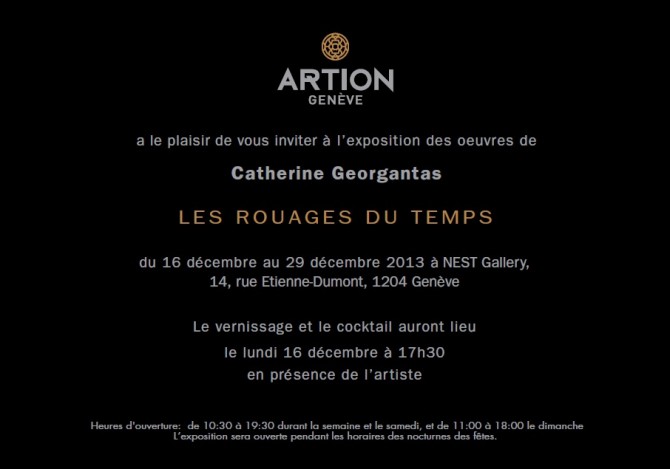 ARTION
GENÈVE
a le plaisir de vous inviter à l'exposition des oeuvres de
Catherine Georgantas
LES ROUAGES DU TEMPS
du 16 décembre au 29 décembre 2013 à NEST Gallery,
14, rue Etienne-Dumont, 1204 Genève
Le vernissage et le cocktail auront lieu
le lundi 16 décembre à 17h30
en présence de l'artiste
Heures d'ouverture: de 10:30 à 19:30 durant la semaine et le samedi, et de 11:00 à 18:00 le dimanche
L'exposition sera ouverte pendant les horaires des nocturnes des fêtes.